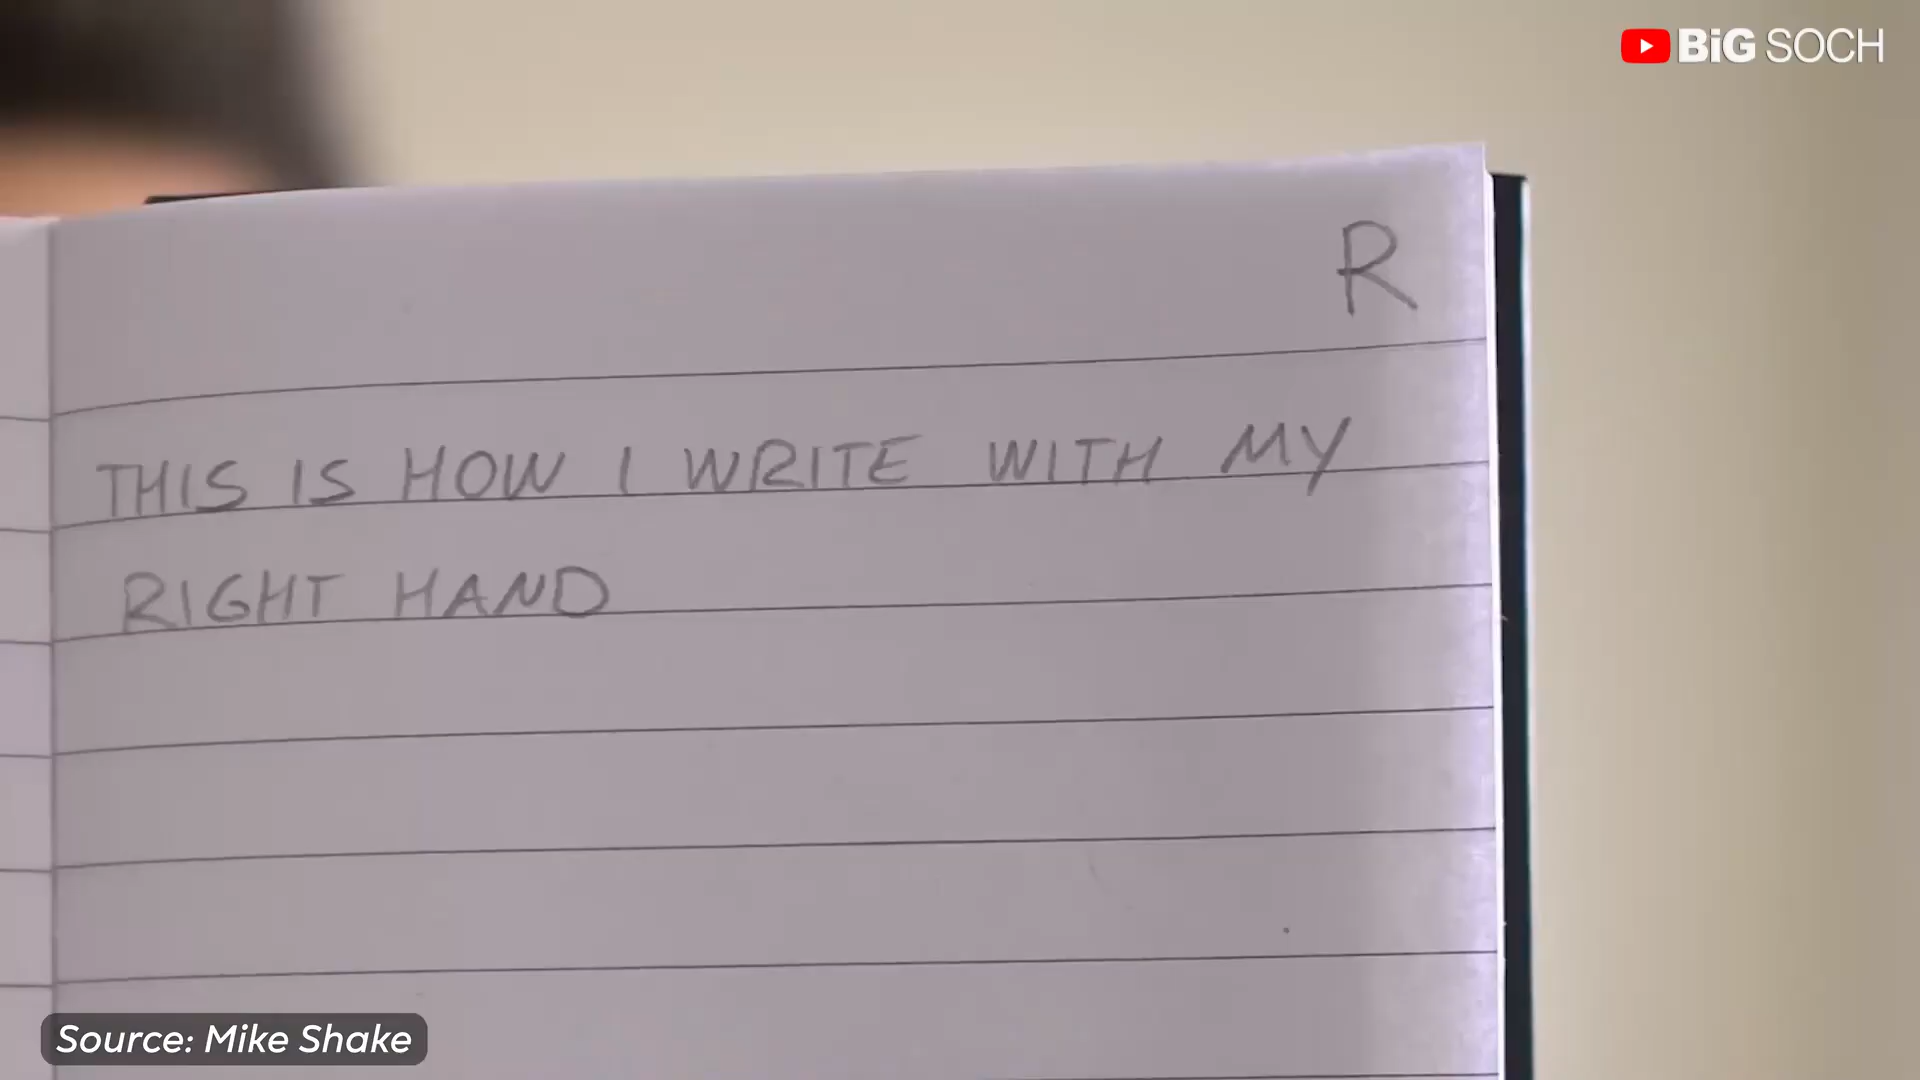 BiG SOCH
R
THIS IS HOW I WRITE WITH MY
RIGHT HAND
Source: Mike Shake